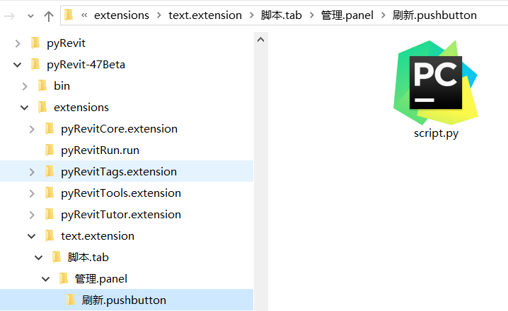 « extensions › text.extension › 脚本.tab › 管理.panel › 刷新.pushbutton
pyRevit
pyRevit-47Beta
bin
extensions
pyRevitCore.extension
pyRevitRun.run
pyRevitTags.extension
pyRevitTools.extension
pyRevitTutor.extension
text.extension
脚本.tab
管理.panel
刷新.pushbutton
PC
script.py